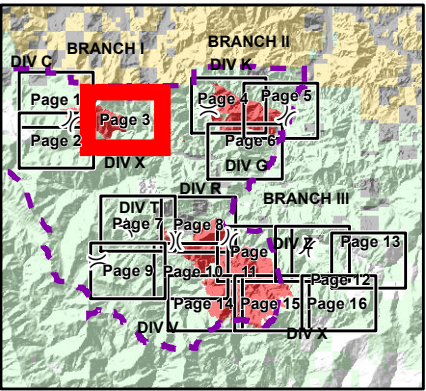 BRANCH I
BRANCH II
DIV C
DIV K
Page 1
Page 3
Page 4
Page 5
Page 2
Page 6
DIV X
DIV G
DIV R
BRANCH III
DIV T
Page 7
Page 8
DIV Z
Page 13
Page 9
Page 10
Page 11
Page 12
Page 14
Page 15
Page 16
DIV V
DIV X